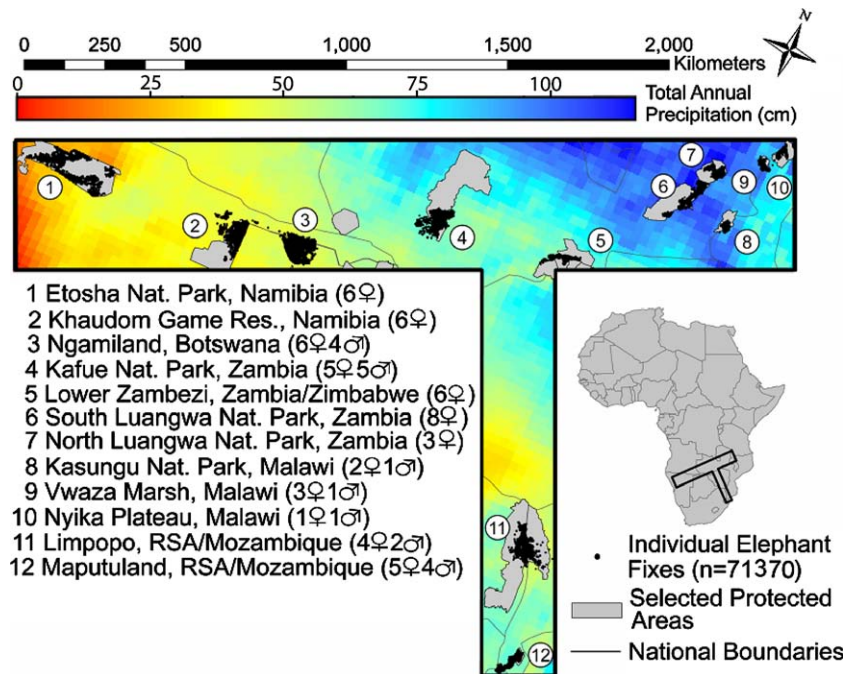 N
0 250 500 1,000 1,500 2,000
Kilometers
0 25 50 75 100
Total Annual
Precipitation (cm)
1
2
3
4
5
6
7
8
9
10
11
12
1 Etosha Nat. Park, Namibia (6♀)
2 Khaudom Game Res., Namibia (6♀)
3 Ngamiland, Botswana (6♀4♂)
4 Kafue Nat. Park, Zambia (5♀5♂)
5 Lower Zambezi, Zambia/Zimbabwe (6♀)
6 South Luangwa Nat. Park, Zambia (8♀)
7 North Luangwa Nat. Park, Zambia (3♀)
8 Kasungu Nat. Park, Malawi (2♀1♂)
9 Vwaza Marsh, Malawi (3♀1♂)
10 Nyika Plateau, Malawi (1♀1♂)
11 Limpopo, RSA/Mozambique (4♀2♂)
12 Maputuland, RSA/Mozambique (5♀4♂)
Individual Elephant
Fixes (n=71370)
Selected Protected
Areas
National Boundaries